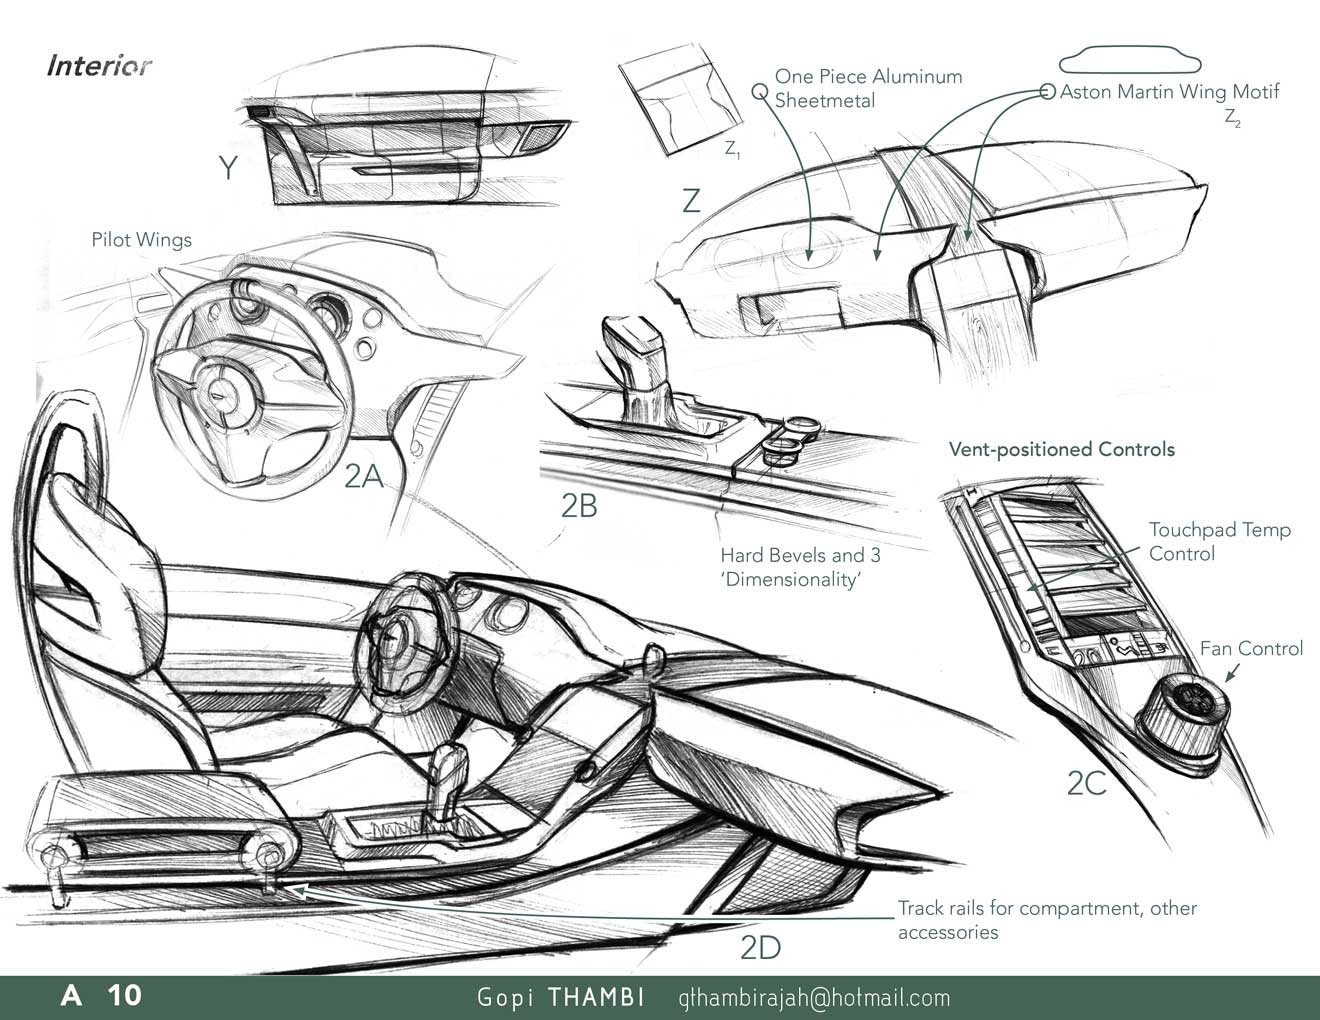 Interior
Y
One Piece Aluminum
Sheetmetal
Z1
Aston Martin Wing Motif
Z2
Z
Pilot Wings
2A
2B
Hard Bevels and 3
‘Dimensionality’
Vent-positioned Controls
Touchpad Temp
Control
Fan Control
2C
Track rails for compartment, other
accessories
2D
A 10
Gopi THAMBI gthambirajah@hotmail.com